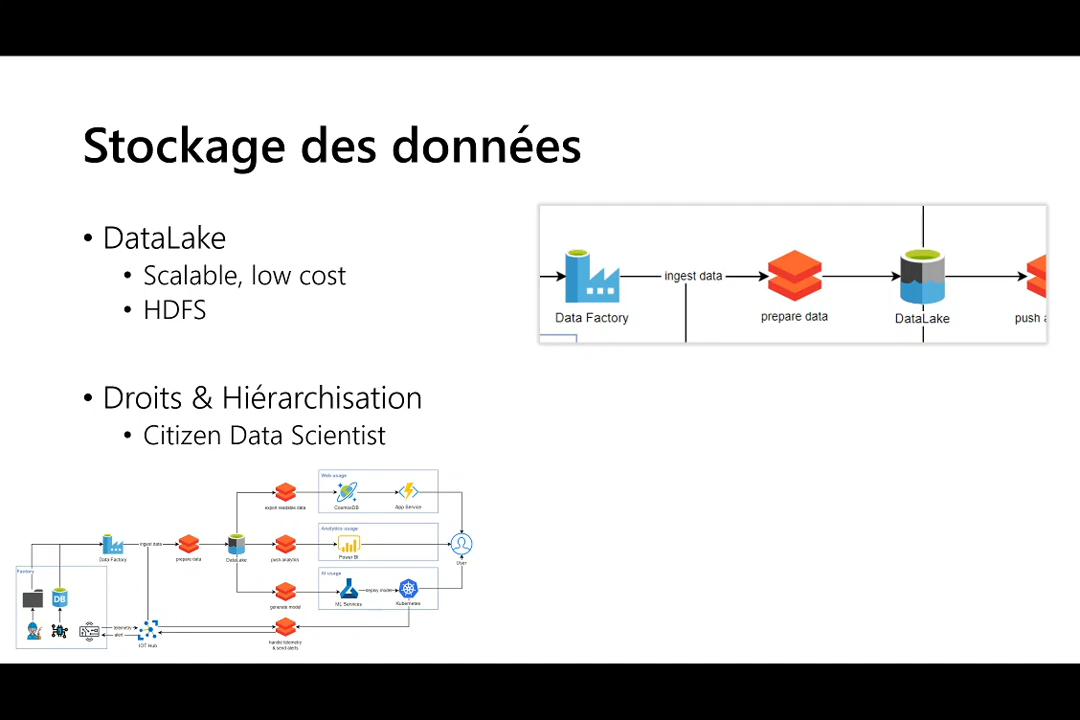 Stockage des données
• DataLake
• Scalable, low cost
• HDFS
• Droits & Hiérarchisation
• Citizen Data Scientist
ingest data
Data Factory
prepare data
DataLake
push a
Web usage
export readable data
CosmosDB
App Service
Analytics usage
ingest data
Data Factory
prepare data
DataLake
push analytics
Power BI
User
Factory
AI usage
DB
deploy model
generate model
ML Services
Kubernetes
telemetry
alert
IOT Hub
handle telemetry
& send alerts